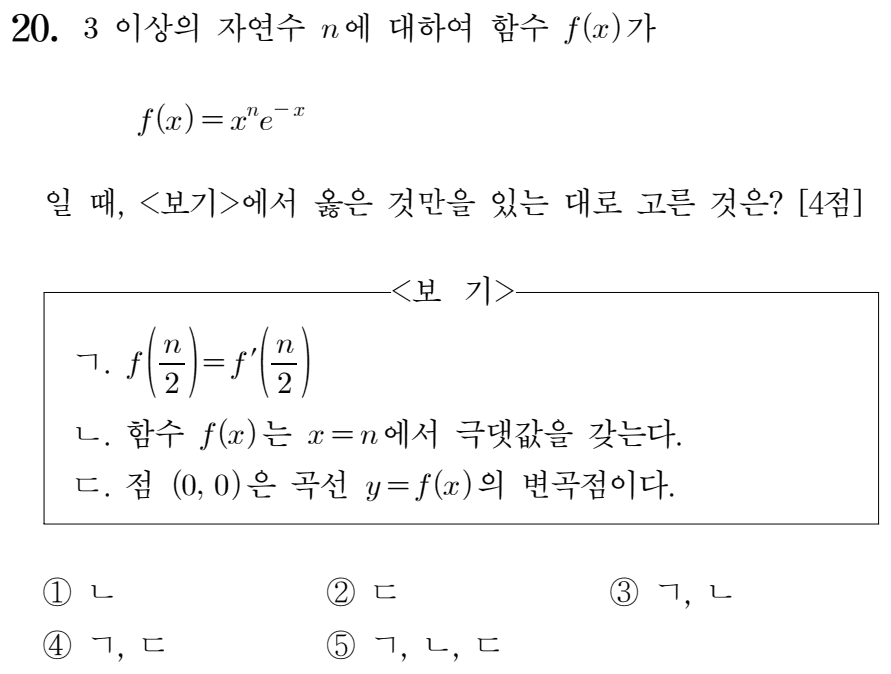 20. 3 이상의 자연수 n에 대하여 함수 f(x)가
f(x)=xⁿe⁻ˣ
일 때, <보기>에서 옳은 것만을 있는 대로 고른 것은? [4점]
<보 기>
ㄱ. f(n/2)=f′(n/2)
ㄴ. 함수 f(x)는 x=n에서 극댓값을 갖는다.
ㄷ. 점 (0, 0)은 곡선 y=f(x)의 변곡점이다.
① ㄴ ② ㄷ ③ ㄱ, ㄴ
④ ㄱ, ㄷ ⑤ ㄱ, ㄴ, ㄷ